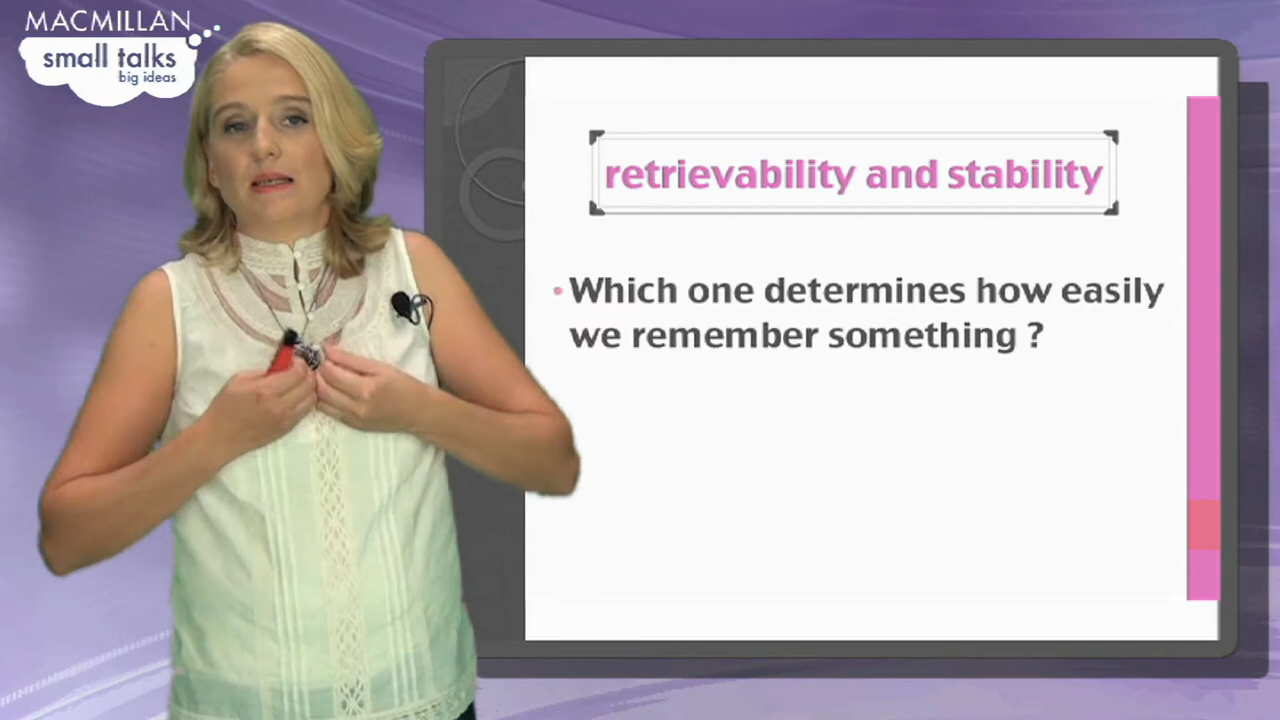 MACMILLAN
small talks
big ideas
retrievability and stability
• Which one determines how easily
we remember something ?